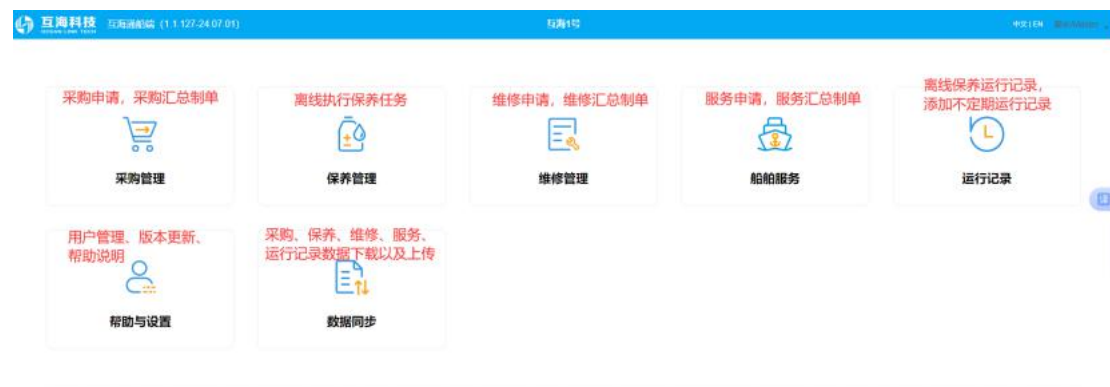 互海科技 互海通船端 (1.1.127-24.07.01)
OCEAN LINK TECH
互海1号
中文 | EN
采购申请，采购汇总制单
采购管理
离线执行保养任务
保养管理
维修申请，维修汇总制单
维修管理
服务申请，服务汇总制单
船舶服务
离线保养运行记录，
添加不定期运行记录
运行记录
用户管理、版本更新、
帮助说明
帮助与设置
采购、保养、维修、服务、
运行记录数据下载以及上传
数据同步